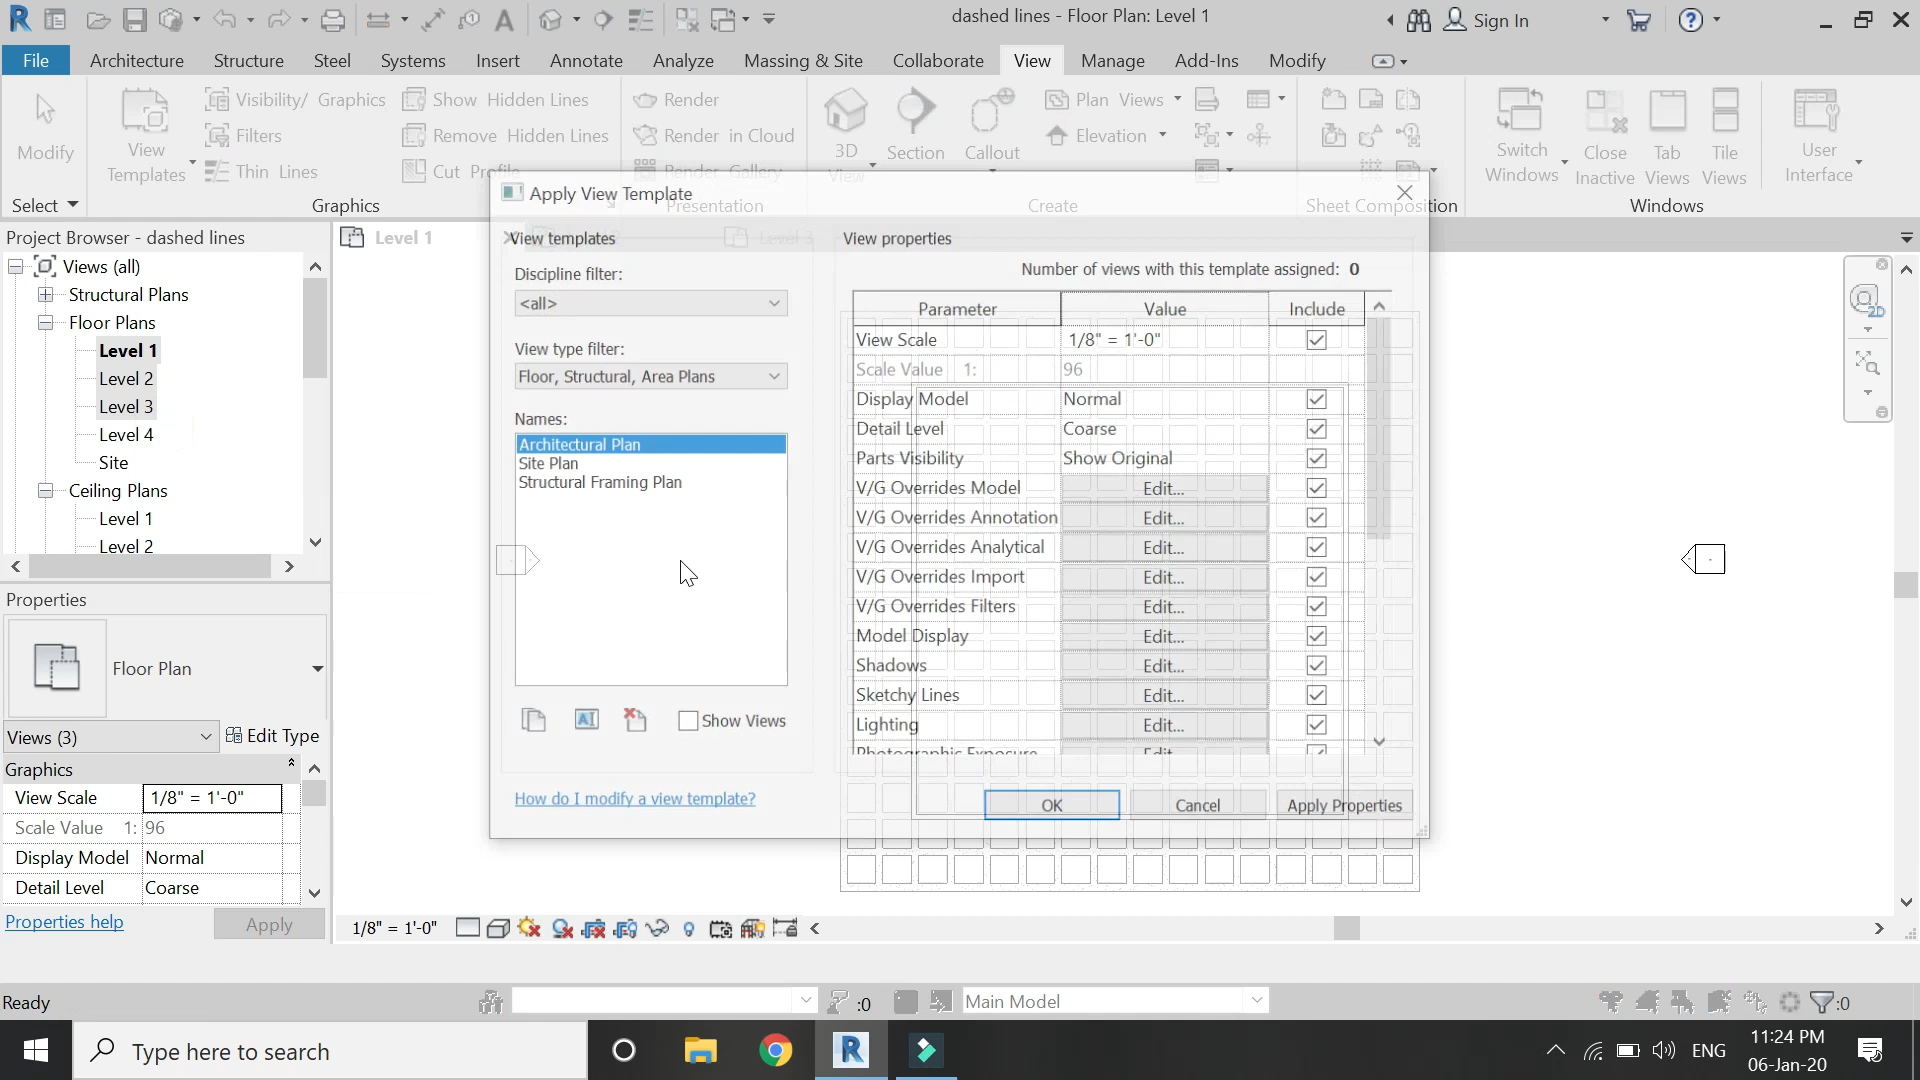 dashed lines - Floor Plan: Level 1
Sign In
File
Architecture
Structure
Steel
Systems
Insert
Annotate
Analyze
Massing & Site
Collaborate
View
Manage
Add-Ins
Modify
Modify
View
Templates
Visibility/ Graphics
Filters
Thin Lines
Show Hidden Lines
Remove Hidden Lines
Cut Profile
Render
Render in Cloud
Render Gallery
3D
View
Section
Callout
Plan Views
Elevation
Switch
Windows
Close
Inactive
Tab
Views
Tile
Views
User
Interface
Select
Graphics
Presentation
Create
Sheet Composition
Windows
Project Browser - dashed lines
Views (all)
Structural Plans
Floor Plans
Level 1
Level 2
Level 3
Level 4
Site
Ceiling Plans
Level 1
Level 2
Properties
Floor Plan
Views (3)
Edit Type
Graphics
View Scale
1/8" = 1'-0"
Scale Value 1:
96
Display Model
Normal
Detail Level
Coarse
Properties help
Apply
Level 1
Level 3
Apply View Template
View templates
Discipline filter:
<all>
View type filter:
Floor, Structural, Area Plans
Names:
Architectural Plan
Site Plan
Structural Framing Plan
Show Views
How do I modify a view template?
View properties
Number of views with this template assigned: 0
Parameter Value Include
View Scale 1/8" = 1'-0"
Scale Value 1: 96
Display Model Normal
Detail Level Coarse
Parts Visibility Show Original
V/G Overrides Model Edit...
V/G Overrides Annotation Edit...
V/G Overrides Analytical Edit...
V/G Overrides Import Edit...
V/G Overrides Filters Edit...
Model Display Edit...
Shadows Edit...
Sketchy Lines Edit...
Lighting Edit...
Photographic Exposure Edit...
OK
Cancel
Apply Properties
2D
1/8" = 1'-0"
Ready
:0
Main Model
:0
Type here to search
ENG
11:24 PM
06-Jan-20